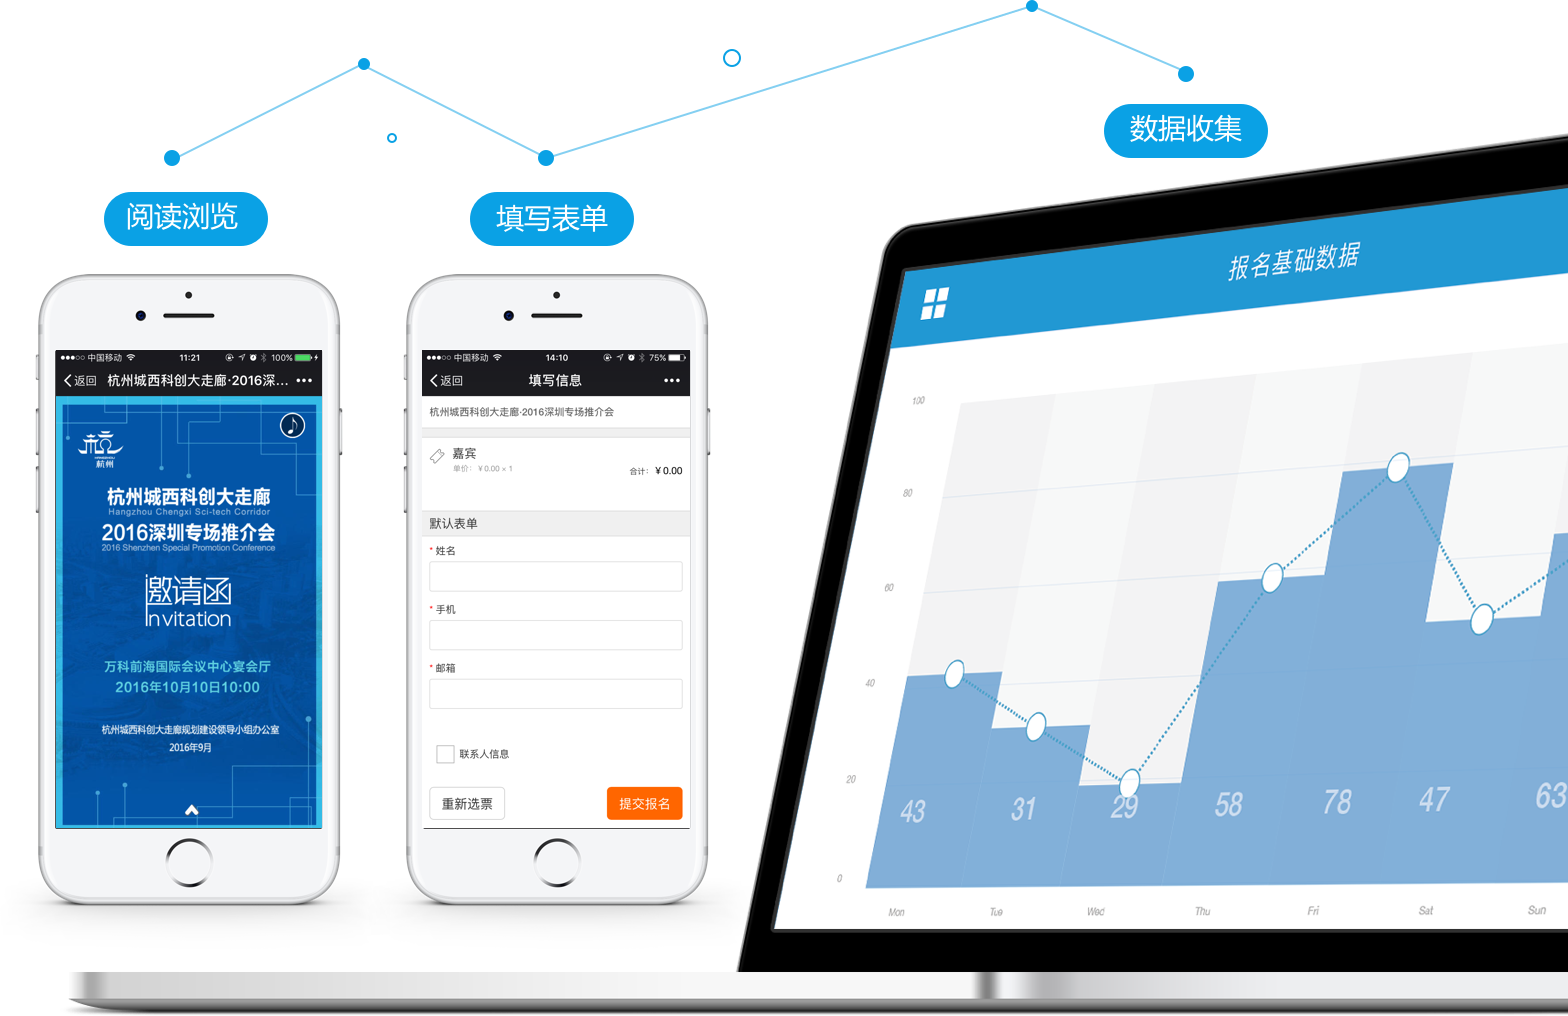 数据收集
阅读浏览
填写表单
中国移动 11:21 100%
返回 杭州城西科创大走廊·2016深...
杭州
杭州城西科创大走廊
Hangzhou Chengxi Sci-tech Corridor
2016深圳专场推介会
2016 Shenzhen Special Promotion Conference
邀请函
Invitation
万科前海国际会议中心宴会厅
2016年10月10日10:00
杭州城西科创大走廊规划建设领导小组办公室
2016年9月
中国移动 14:10 75%
返回 填写信息
杭州城西科创大走廊·2016深圳专场推介会
嘉宾
单价: ¥0.00 × 1
合计: ¥0.00
默认表单
* 姓名
* 手机
* 邮箱
联系人信息
重新选票 提交报名
报名基础数据
100
80
60
40
20
0
43 31 29 58 78 47 63
Mon Tue Wed Thu Fri Sat Sun